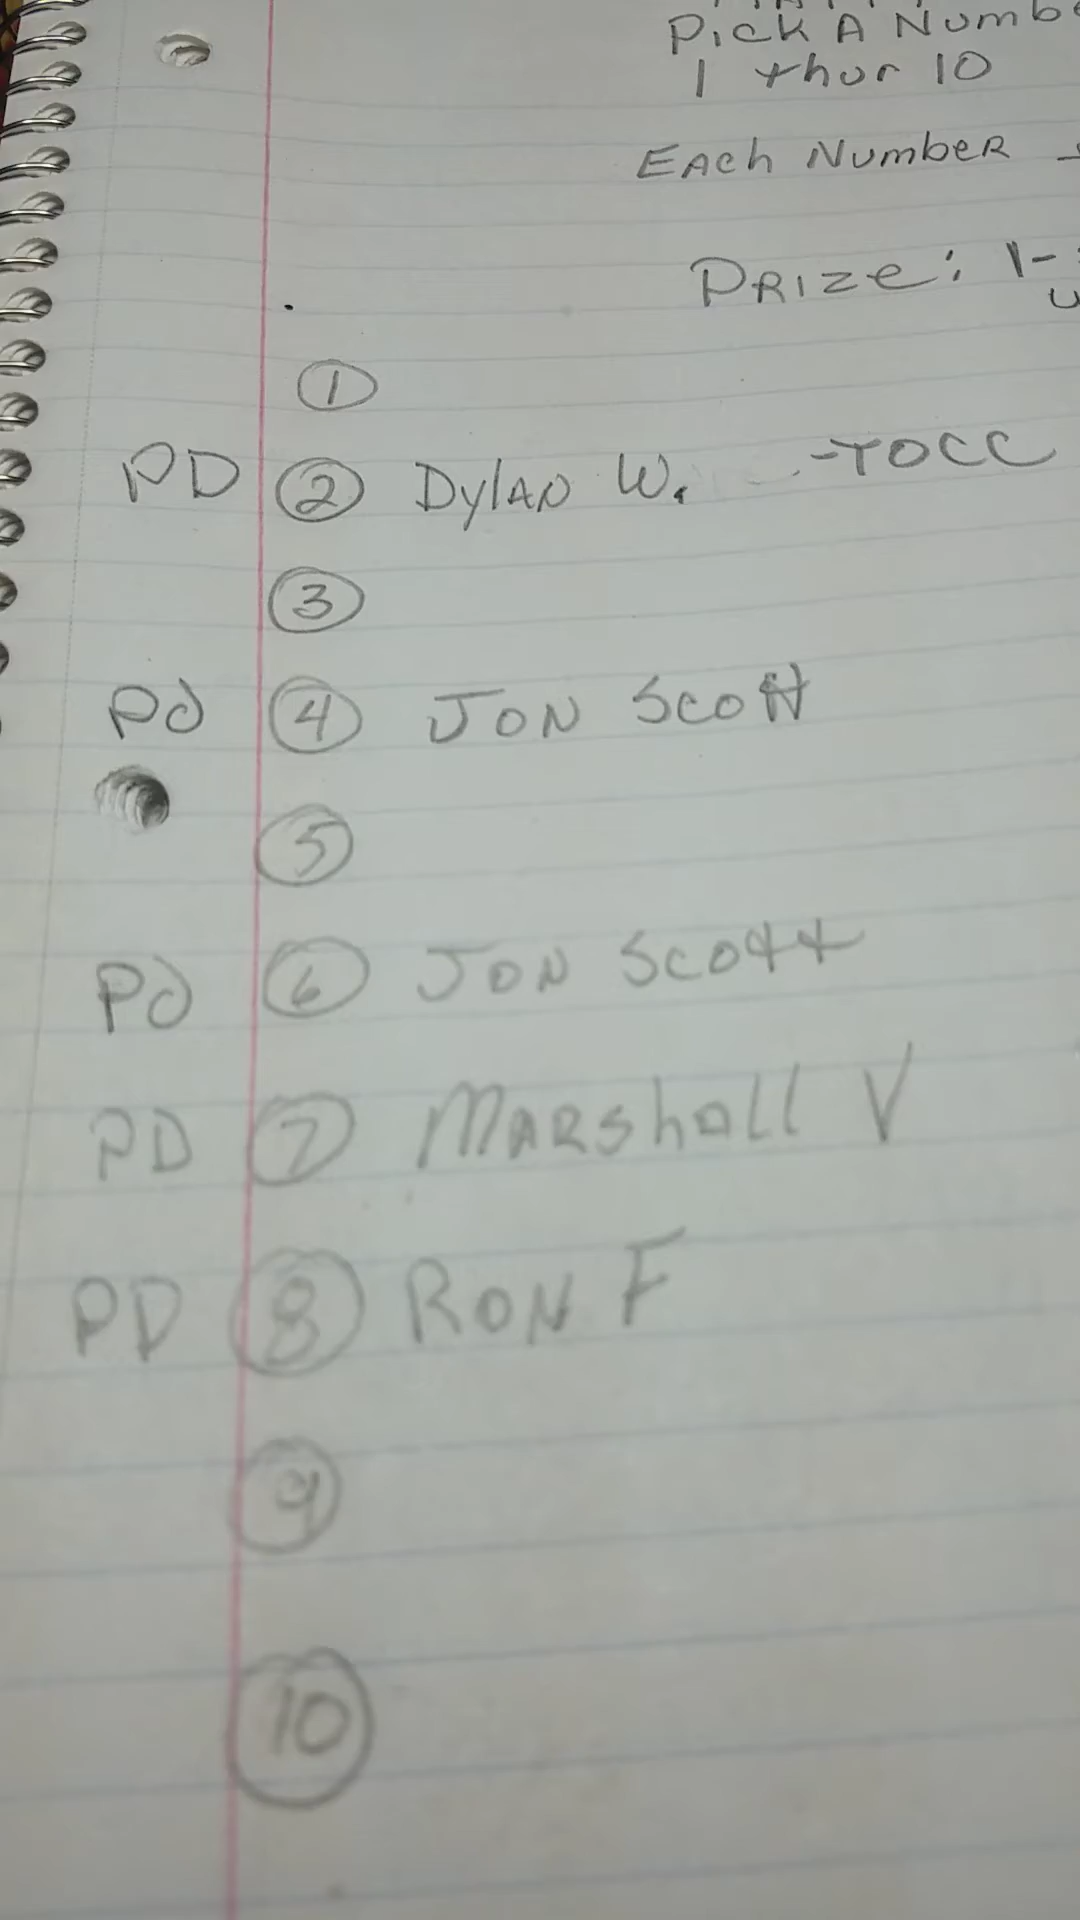 Pick A Numb
1 thur 10
Each Number
Prize: 1-
1
PD 2 Dylan W. -TOCC
3
Pd 4 Jon Scott
5
Pd 6 Jon Scott
PD 7 Marshall V
PD 8 Ron F
9
10